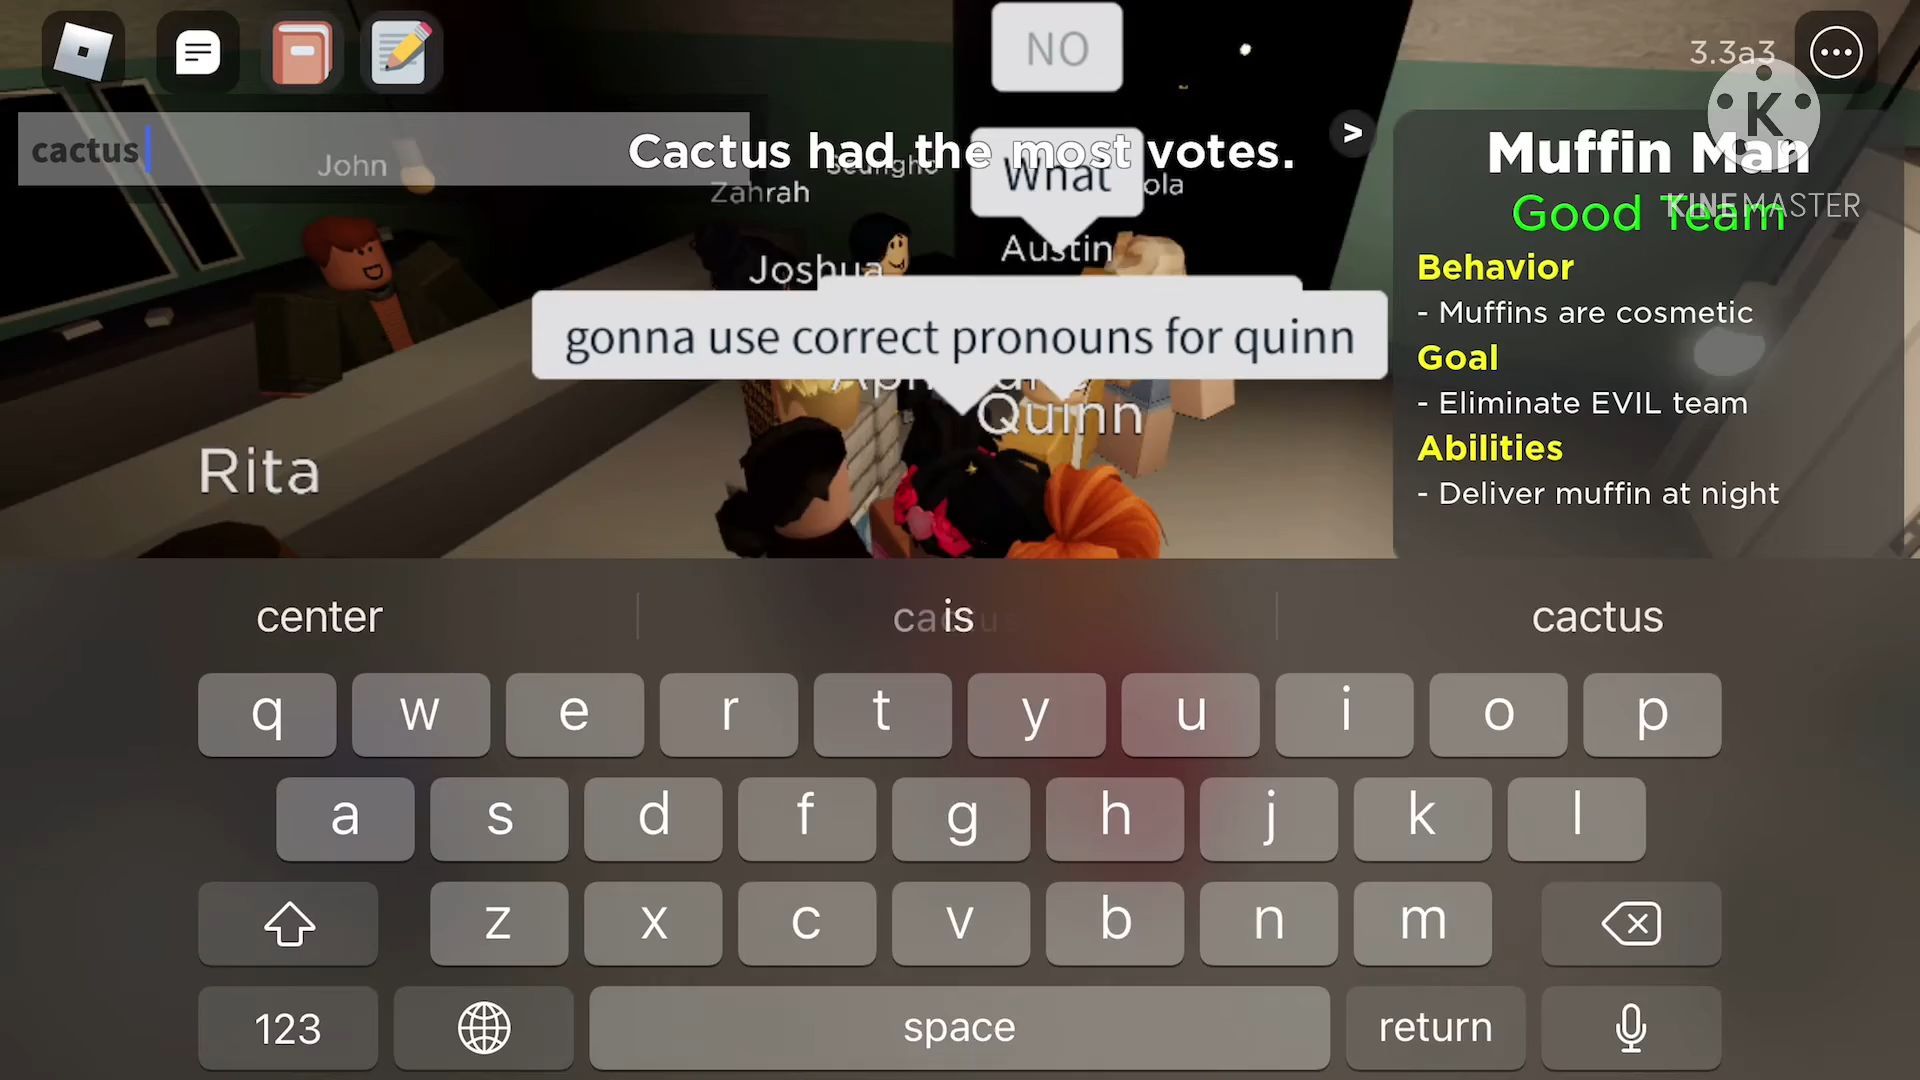 NO
3.3a3
K
cactus
John
Cactus had the most votes.
>
Muffin Man
Zahrah
What
KINEMASTER
Good Team
Austin
Joshua
Behavior
- Muffins are cosmetic
gonna use correct pronouns for quinn
Goal
- Eliminate EVIL team
Quinn
Rita
Abilities
- Deliver muffin at night
center
is
cactus
q w e r t y u i o p
a s d f g h j k l
z x c v b n m
123
space
return